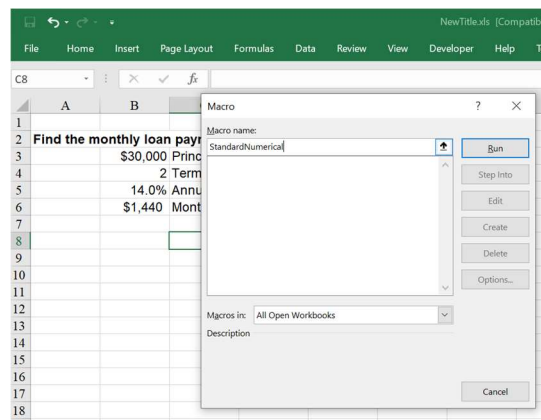 NewTitle.xls [Compatib
File Home Insert Page Layout Formulas Data Review View Developer Help
C8 fx
A B
Macro ? ×
Macro name:
StandardNumerical
Run
Step Into
Edit
Create
Delete
Options...
Macros in: All Open Workbooks
Description
Cancel
1
2 Find the monthly loan payr
3 $30,000 Princ
4 2 Term
5 14.0% Annu
6 $1,440 Mont
7
8
9
10
11
12
13
14
15
16
17
18